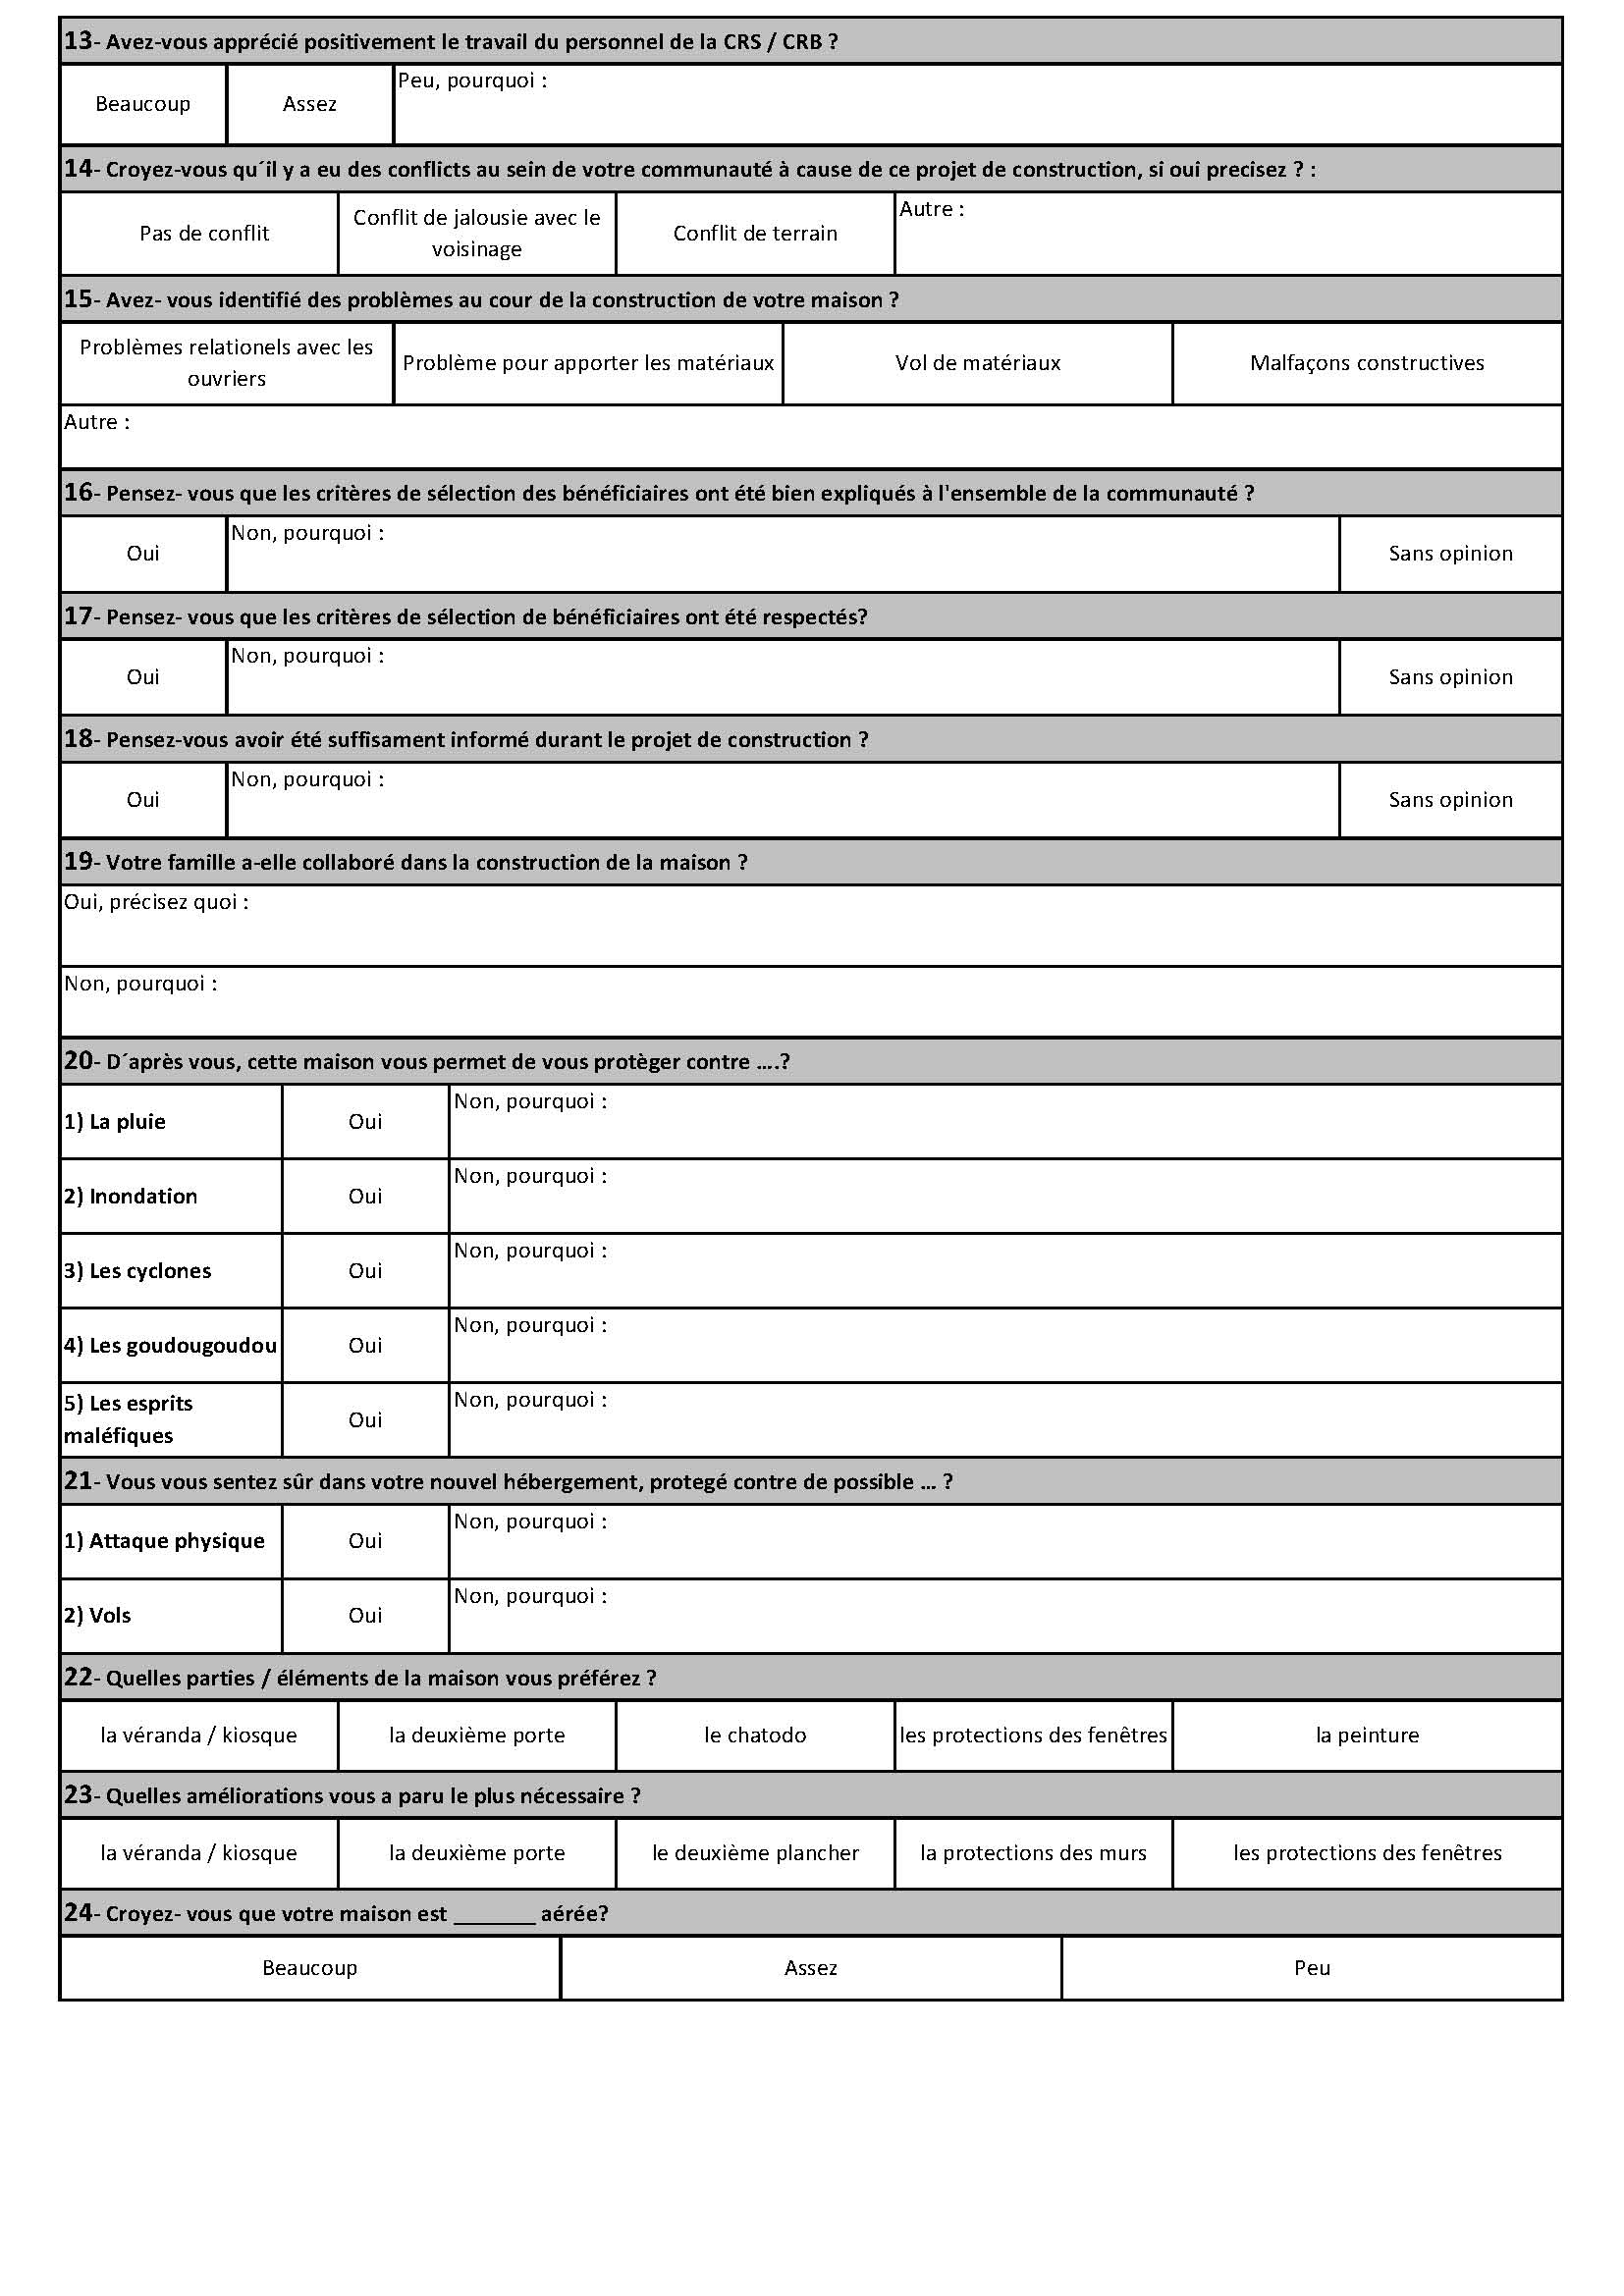 13- Avez-vous apprécié positivement le travail du personnel de la CRS / CRB ?
Beaucoup
Assez
Peu, pourquoi :
14- Croyez-vous qu´il y a eu des conflicts au sein de votre communauté à cause de ce projet de construction, si oui precisez ? :
Pas de conflit
Conflit de jalousie avec le
voisinage
Conflit de terrain
Autre :
15- Avez- vous identifié des problèmes au cour de la construction de votre maison ?
Problèmes relationels avec les
ouvriers
Problème pour apporter les matériaux
Vol de matériaux
Malfaçons constructives
Autre :
16- Pensez- vous que les critères de sélection des bénéficiaires ont été bien expliqués à l'ensemble de la communauté ?
Oui
Non, pourquoi :
Sans opinion
17- Pensez- vous que les critères de sélection de bénéficiaires ont été respectés?
Oui
Non, pourquoi :
Sans opinion
18- Pensez-vous avoir été suffisament informé durant le projet de construction ?
Oui
Non, pourquoi :
Sans opinion
19- Votre famille a-elle collaboré dans la construction de la maison ?
Oui, précisez quoi :
Non, pourquoi :
20- D´après vous, cette maison vous permet de vous protèger contre ….?
1) La pluie
Oui
Non, pourquoi :
2) Inondation
Oui
Non, pourquoi :
3) Les cyclones
Oui
Non, pourquoi :
4) Les goudougoudou
Oui
Non, pourquoi :
5) Les esprits
maléfiques
Oui
Non, pourquoi :
21- Vous vous sentez sûr dans votre nouvel hébergement, protegé contre de possible … ?
1) Attaque physique
Oui
Non, pourquoi :
2) Vols
Oui
Non, pourquoi :
22- Quelles parties / éléments de la maison vous préférez ?
la véranda / kiosque
la deuxième porte
le chatodo
les protections des fenêtres
la peinture
23- Quelles améliorations vous a paru le plus nécessaire ?
la véranda / kiosque
la deuxième porte
le deuxième plancher
la protections des murs
les protections des fenêtres
24- Croyez- vous que votre maison est _______ aérée?
Beaucoup
Assez
Peu